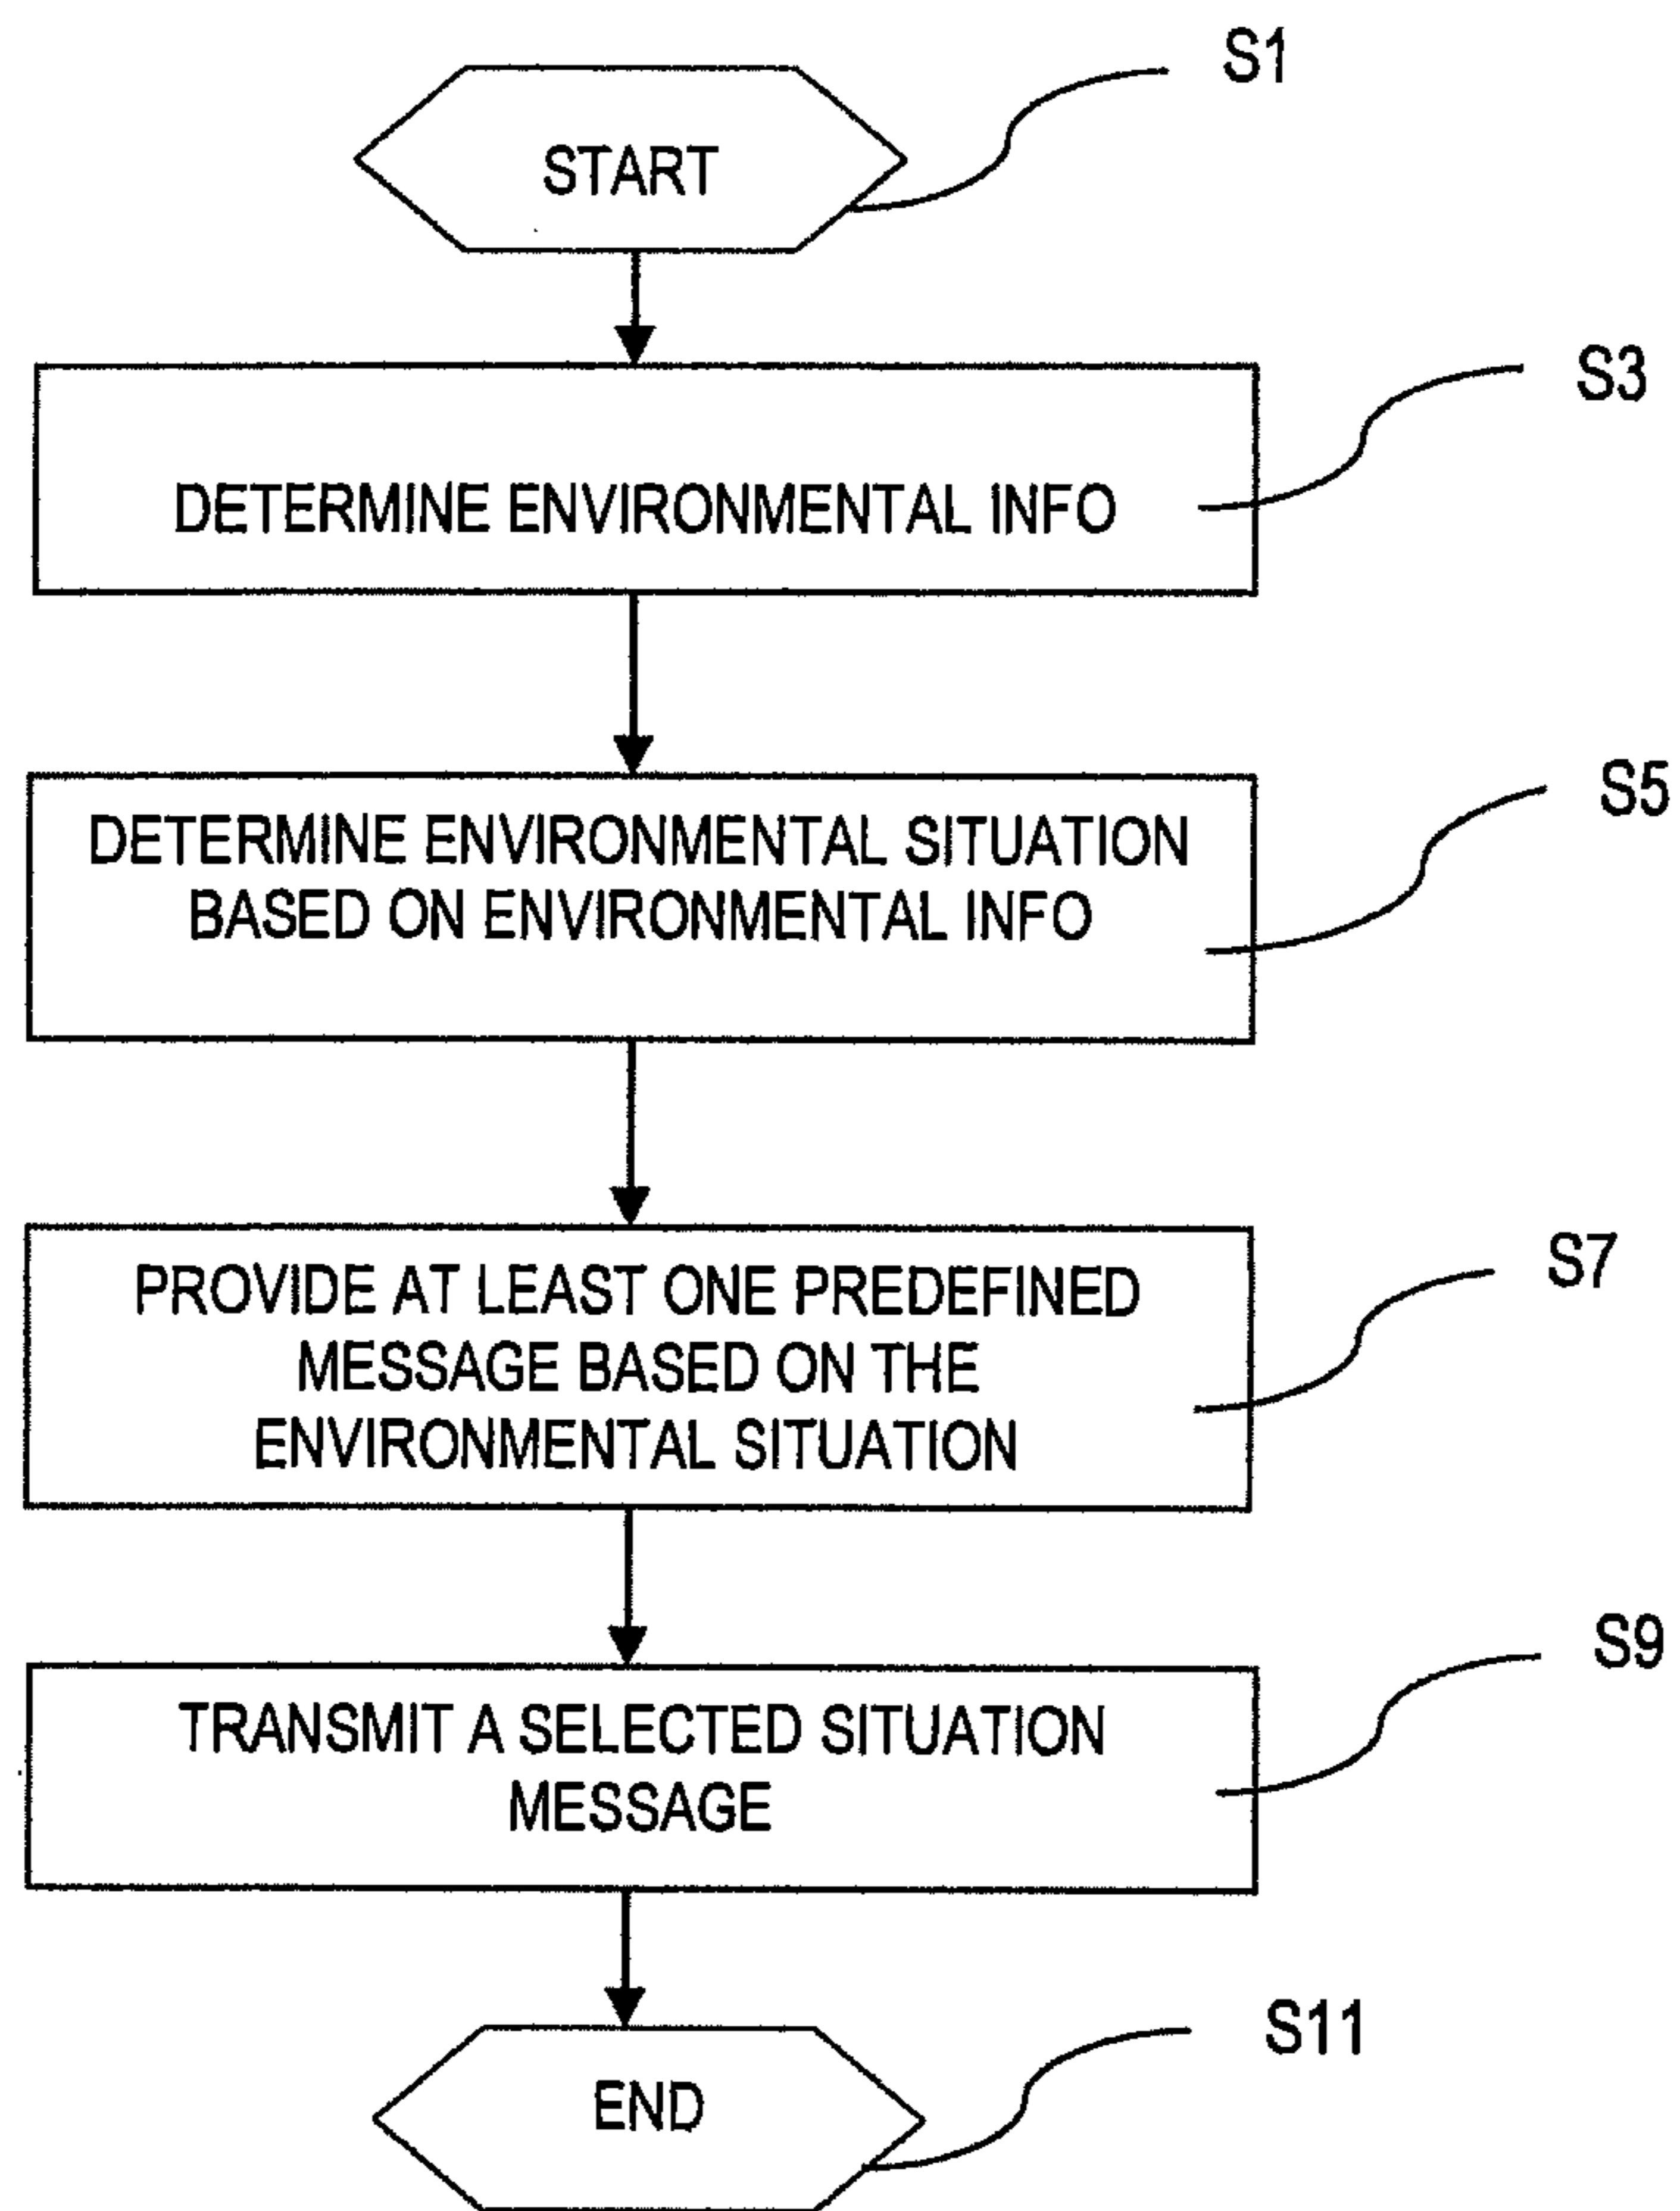 S1
START
S3
DETERMINE ENVIRONMENTAL INFO
S5
DETERMINE ENVIRONMENTAL SITUATION
BASED ON ENVIRONMENTAL INFO
S7
PROVIDE AT LEAST ONE PREDEFINED
MESSAGE BASED ON THE
ENVIRONMENTAL SITUATION
S9
TRANSMIT A SELECTED SITUATION
MESSAGE
S11
END